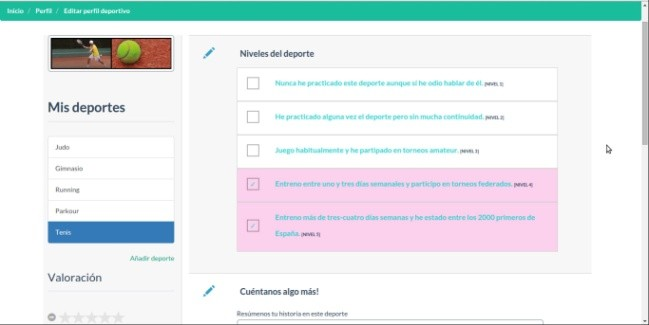 Inicio / Perfil / Editar perfil deportivo
Mis deportes
Judo
Gimnasio
Running
Parkour
Tenis
Añadir deporte
Valoración
Niveles del deporte
Nunca he practicado este deporte aunque sí he odio hablar de él. [NIVEL 1]
He practicado alguna vez el deporte pero sin mucha continuidad. [NIVEL 2]
Juego habitualmente y he partipado en torneos amateur. [NIVEL 3]
Entreno entre uno y tres días semanales y participo en torneos federados. [NIVEL 4]
Entreno más de tres-cuatro días semanas y he estado entre los 2000 primeros de
España. [NIVEL 5]
Cuéntanos algo más!
Resúmenos tu historia en este deporte